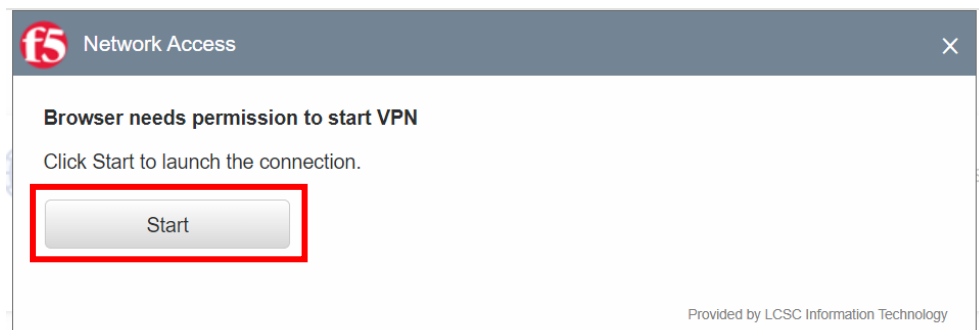 f5 Network Access
Browser needs permission to start VPN
Click Start to launch the connection.
Start
Provided by LCSC Information Technology